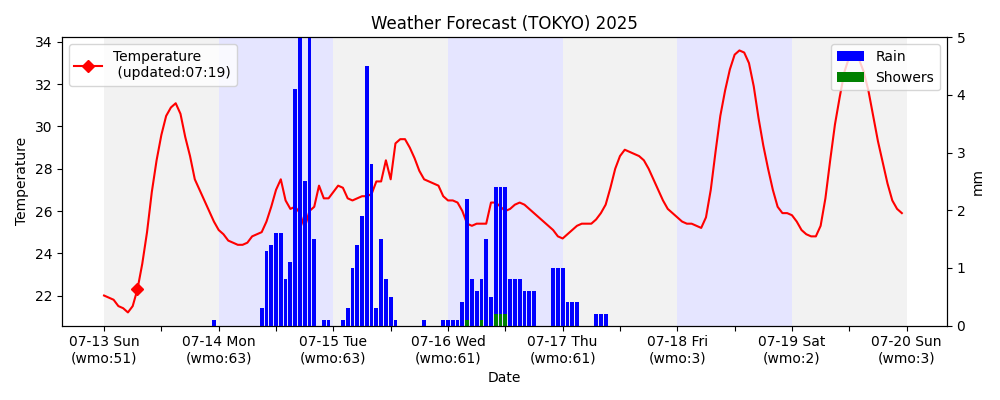 Weather Forecast (TOKYO) 2025
Temperature
(updated:07:19)
Rain
Showers
34
32
30
28
26
24
22
Temperature
5
4
3
2
1
0
mm
07-13 Sun
(wmo:51)
07-14 Mon
(wmo:63)
07-15 Tue
(wmo:63)
07-16 Wed
(wmo:61)
07-17 Thu
(wmo:61)
07-18 Fri
(wmo:3)
07-19 Sat
(wmo:2)
07-20 Sun
(wmo:3)
Date